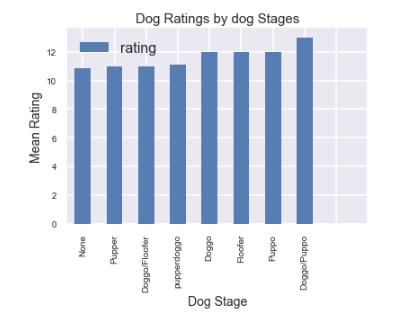 Dog Ratings by dog Stages
rating
Mean Rating
12
10
8
6
4
2
0
None
Pupper
Doggo/Floofer
pupperdoggo
Doggo
Floofer
Puppo
Doggo/Puppo
Dog Stage